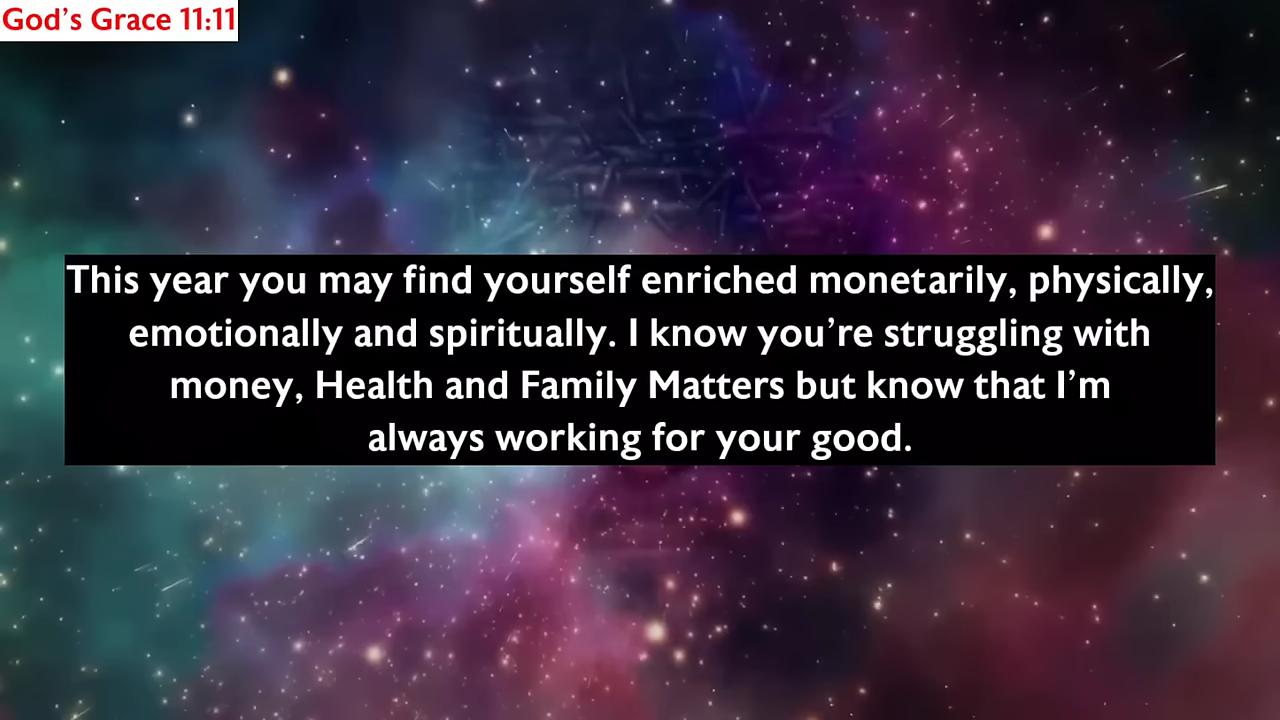 God’s Grace 11:11
This year you may find yourself enriched monetarily, physically,
emotionally and spiritually. I know you’re struggling with
money, Health and Family Matters but know that I’m
always working for your good.